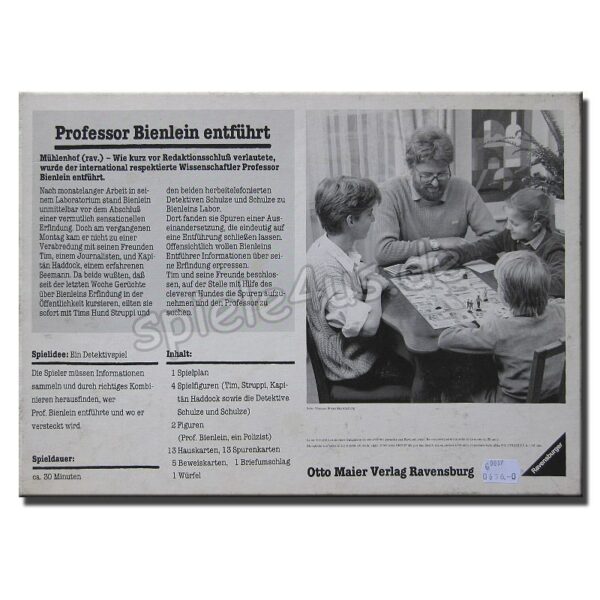 Professor Bienlein entführt
Mühlenhof (rav.) – Wie kurz vor Redaktionsschluß verlautete,
wurde der international respektierte Wissenschaftler Professor
Bienlein entführt.
Nach monatelanger Arbeit in sei-
nem Laboratorium stand Bienlein
unmittelbar vor dem Abschluß
einer vermutlich sensationellen
Erfindung. Doch am vergangenen
Montag kam er nicht zu einer
Verabredung mit seinen Freunden
Tim, einem Journalisten, und Kapi-
tän Haddock, einem erfahrenen
Seemann. Da beide wußten, daß
seit der letzten Woche Gerüchte
über Bienleins Erfindung in der
Öffentlichkeit kursieren, eilten sie
sofort mit Tims Hund Struppi und
den beiden herbeitelefonierten
Detektiven Schulze und Schulze zu
Bienleins Labor.
Dort fanden sie Spuren einer Aus-
einandersetzung, die eindeutig auf
eine Entführung schließen lassen.
Offensichtlich wollen Bienleins
Entführer Informationen über sei-
ne Erfindung erpressen.
Tim und seine Freunde beschlos-
sen, auf der Stelle mit Hilfe des
cleveren Hundes die Spuren aufzu-
nehmen und den Professor zu
suchen.
spiele4us.de
Spielidee: Ein Detektivspiel
Die Spieler müssen Informationen
sammeln und durch richtiges Kombi-
nieren herausfinden, wer
Prof. Bienlein entführte und wo er
versteckt wird.
Spieldauer:
ca. 30 Minuten
Inhalt:
1 Spielplan
4 Spielfiguren (Tim, Struppi, Kapi-
tän Haddock sowie die Detektive
Schulze und Schulze)
2 Figuren
(Prof. Bienlein, ein Polizist)
13 Hauskarten, 13 Spurenkarten
5 Beweiskarten, 1 Briefumschlag
1 Würfel
Otto Maier Verlag Ravensburg
Ravensburger